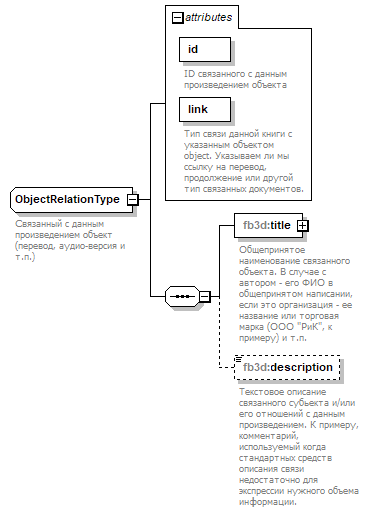 attributes
id
ID связанного с данным
произведением объекта
link
Тип связи данной книги с
указанным объектом
object. Указываем ли мы
ссылку на перевод,
продолжение или другой
тип связанных документов.
ObjectRelationType
Связанный с данным
произведением объект
(перевод, аудио-версия и
т.п.)
fb3d:title
Общепринятое
наименование связанного
объекта. В случае с
автором - его ФИО в
общепринятом написании,
если это организация - ее
название или торговая
марка (ООО "РиК", к
примеру) и т.п.
fb3d:description
Текстовое описание
связанного субъекта и/или
его отношений с данным
произведением. К примеру,
комментарий,
используемый когда
стандартных средств
описания связи
недостаточно для
экспрессии нужного объема
информации.